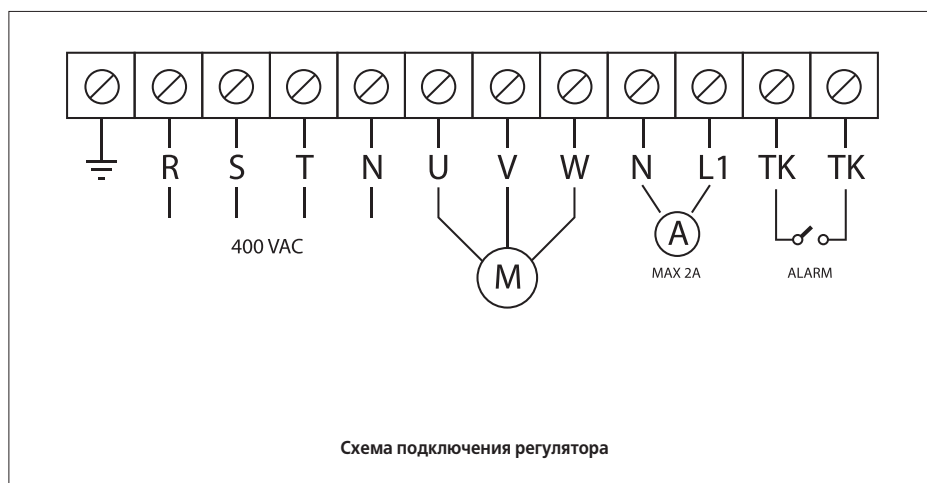 R S T N U V W N L1 TK TK
400 VAC
M
A
MAX 2A
ALARM
Схема подключения регулятора